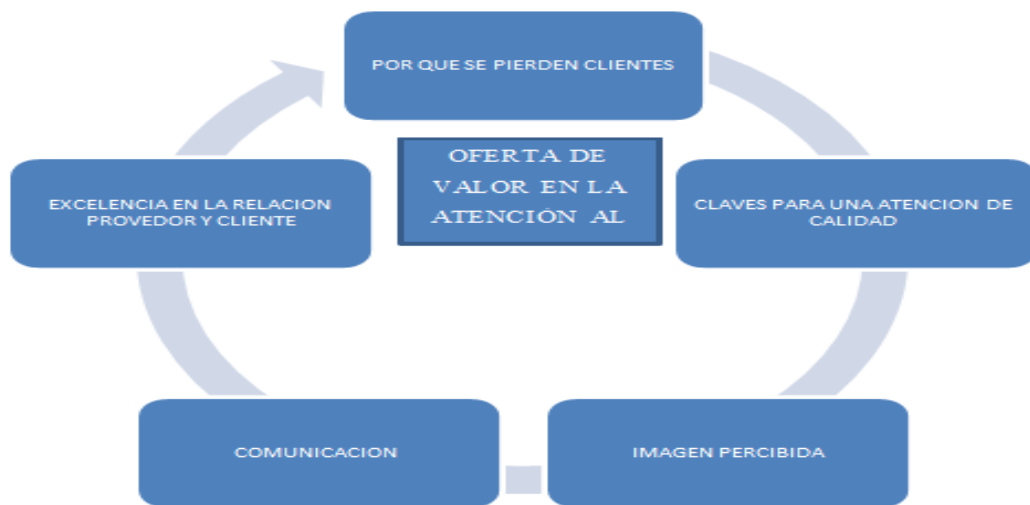 POR QUE SE PIERDEN CLIENTES
OFERTA DE
VALOR EN LA
ATENCIÓN AL
CLAVES PARA UNA ATENCION DE
CALIDAD
IMAGEN PERCIBIDA
COMUNICACION
EXCELENCIA EN LA RELACION
PROVEDOR Y CLIENTE